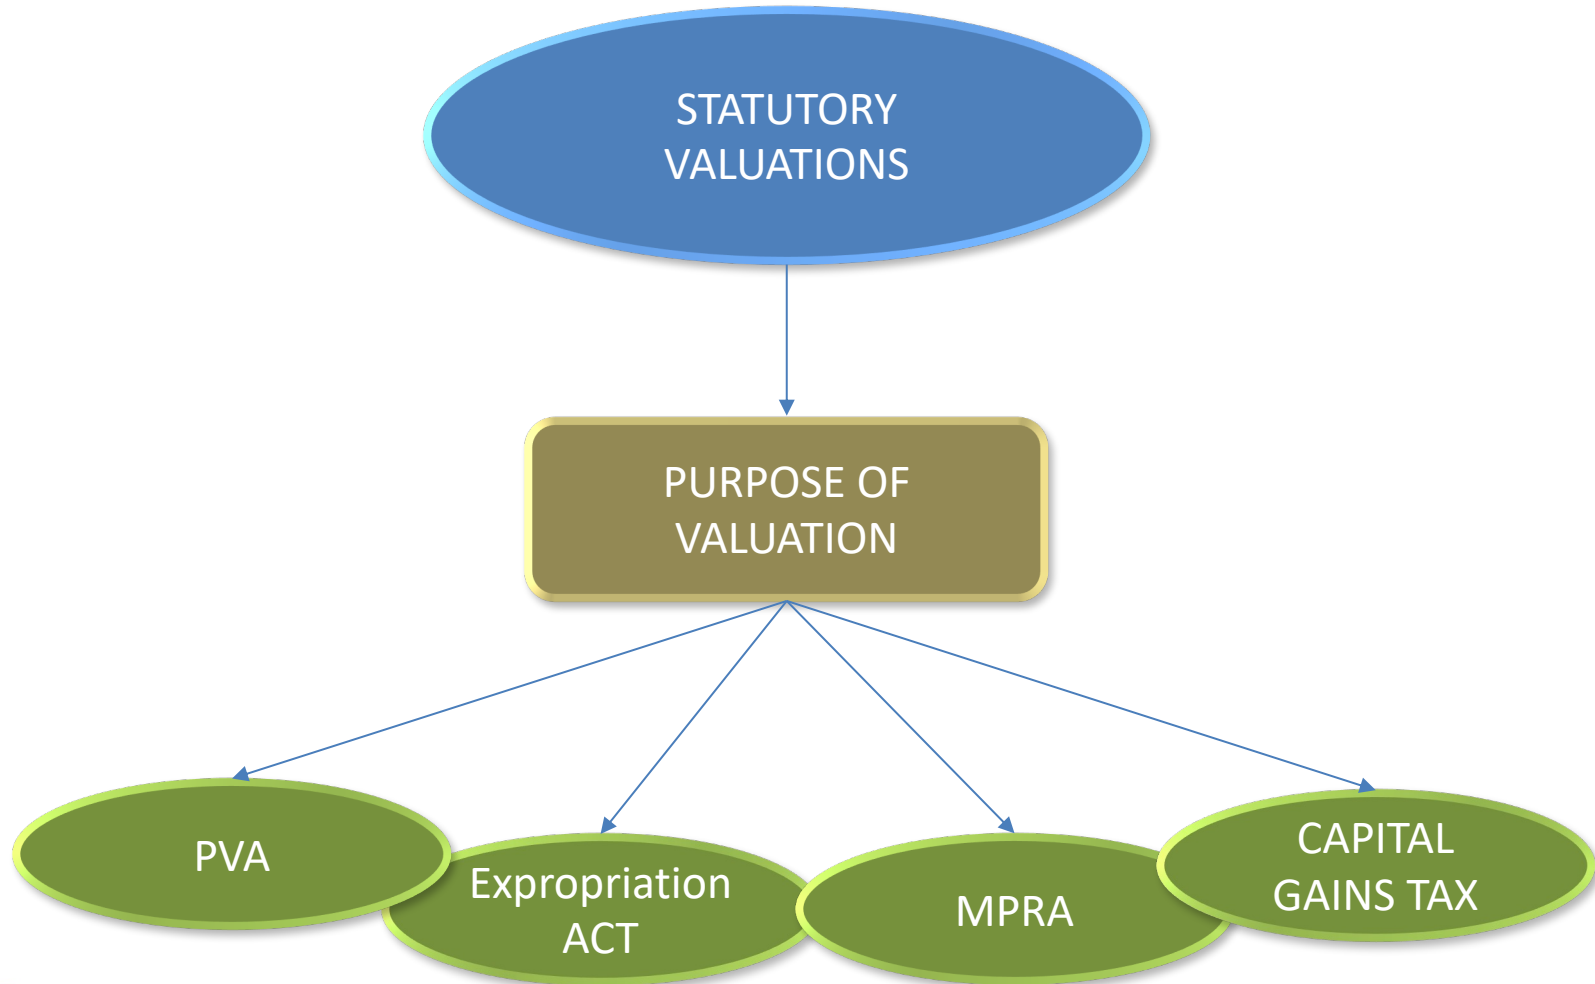 STATUTORY
VALUATIONS
PURPOSE OF
VALUATION
PVA
Expropriation
ACT
MPRA
CAPITAL
GAINS TAX